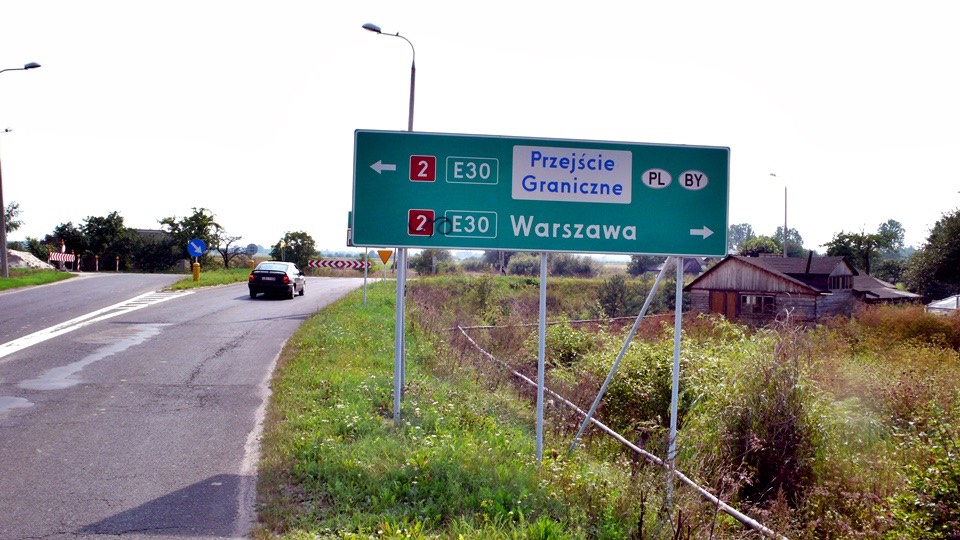 2 E30 Przejście Graniczne PL BY
2 E30 Warszawa